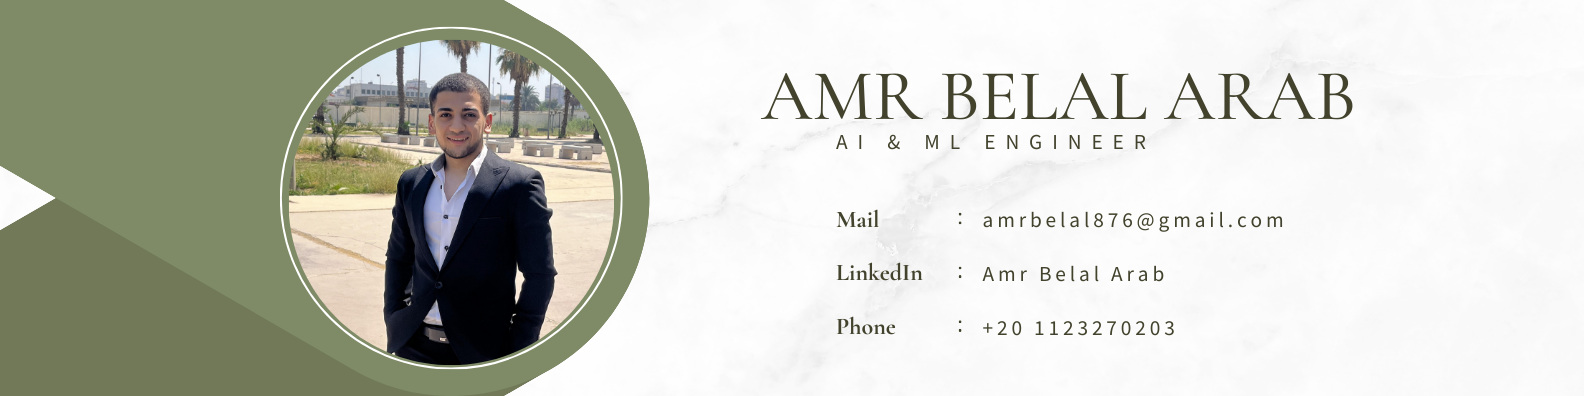 AMR BELAL ARAB
AI & ML ENGINEER
Mail : amrbelal876@gmail.com
LinkedIn : Amr Belal Arab
Phone : +20 1123270203